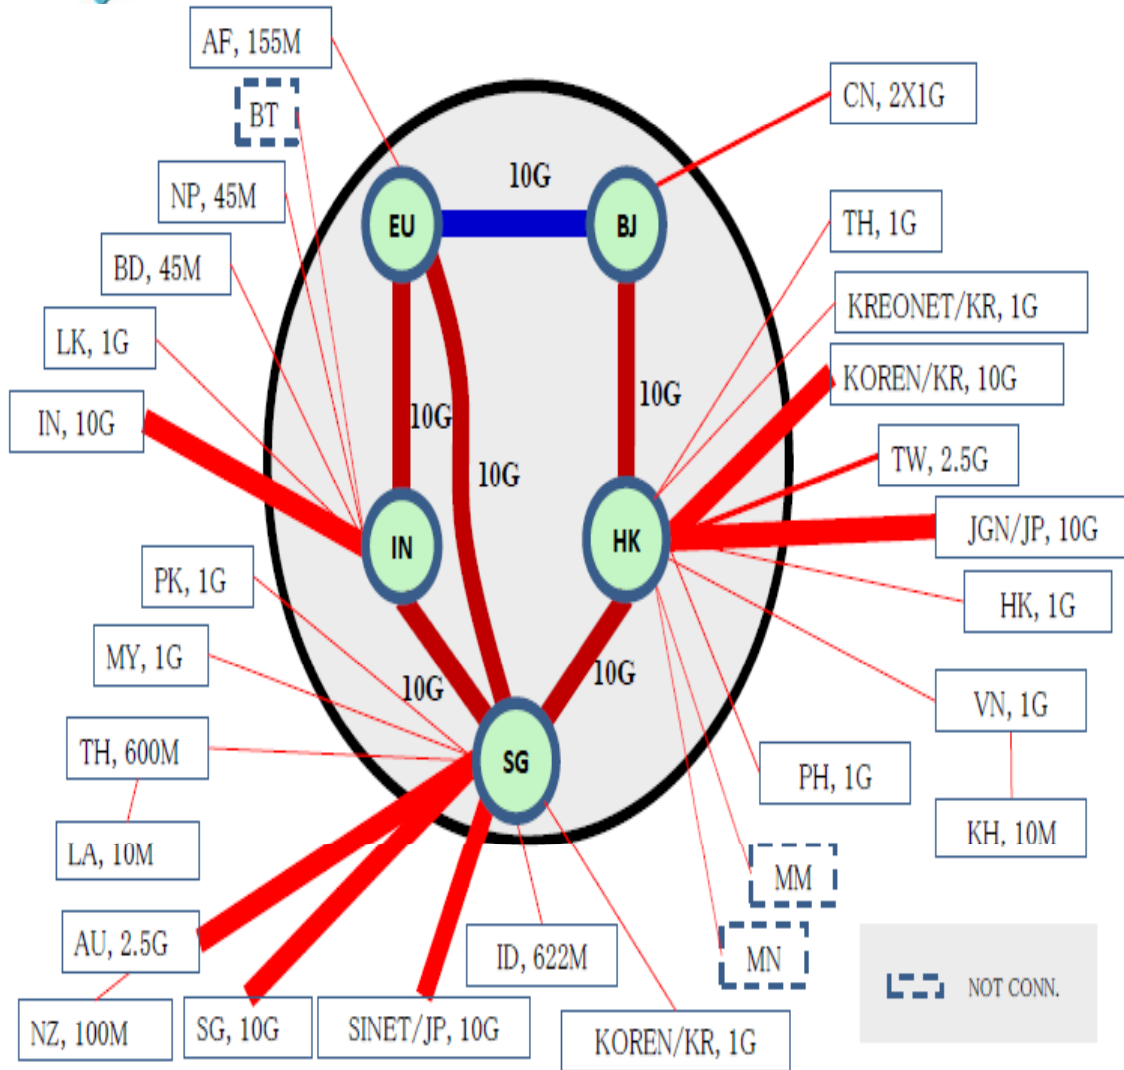 AF, 155M
CN, 2X1G
BT
10G
NP, 45M
TH, 1G
EU
BJ
BD, 45M
KREONET/KR, 1G
LK, 1G
KOREN/KR, 10G
10G
10G
IN, 10G
TW, 2.5G
10G
JGN/JP, 10G
IN
HK
PK, 1G
HK, 1G
MY, 1G
10G
10G
VN, 1G
TH, 600M
SG
PH, 1G
LA, 10M
KH, 10M
MM
AU, 2.5G
ID, 622M
MN
NOT CONN.
NZ, 100M
SG, 10G
SINET/JP, 10G
KOREN/KR, 1G